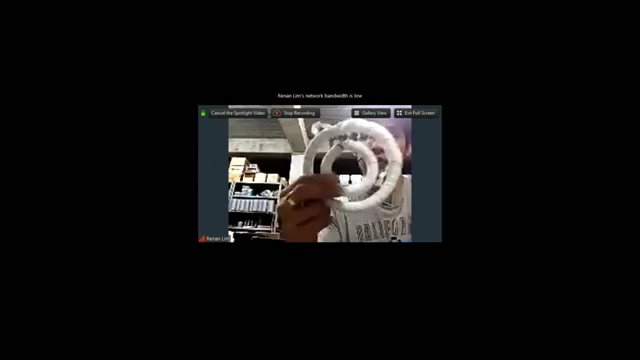 Renan Lim's network bandwidth is low
Cancel the Spotlight Video
Stop Recording
Gallery View
Exit Full Screen
CALIFORN
Renan Lim